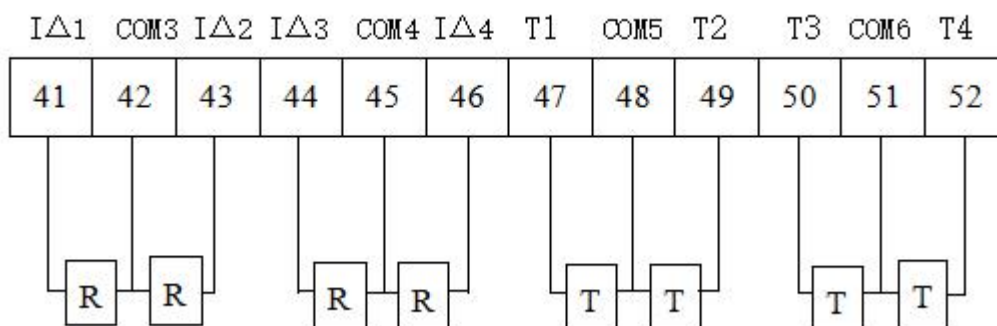 I△1 COM3 I△2 I△3 COM4 I△4 T1 COM5 T2 T3 COM6 T4
41 42 43 44 45 46 47 48 49 50 51 52
R R R R T T T T